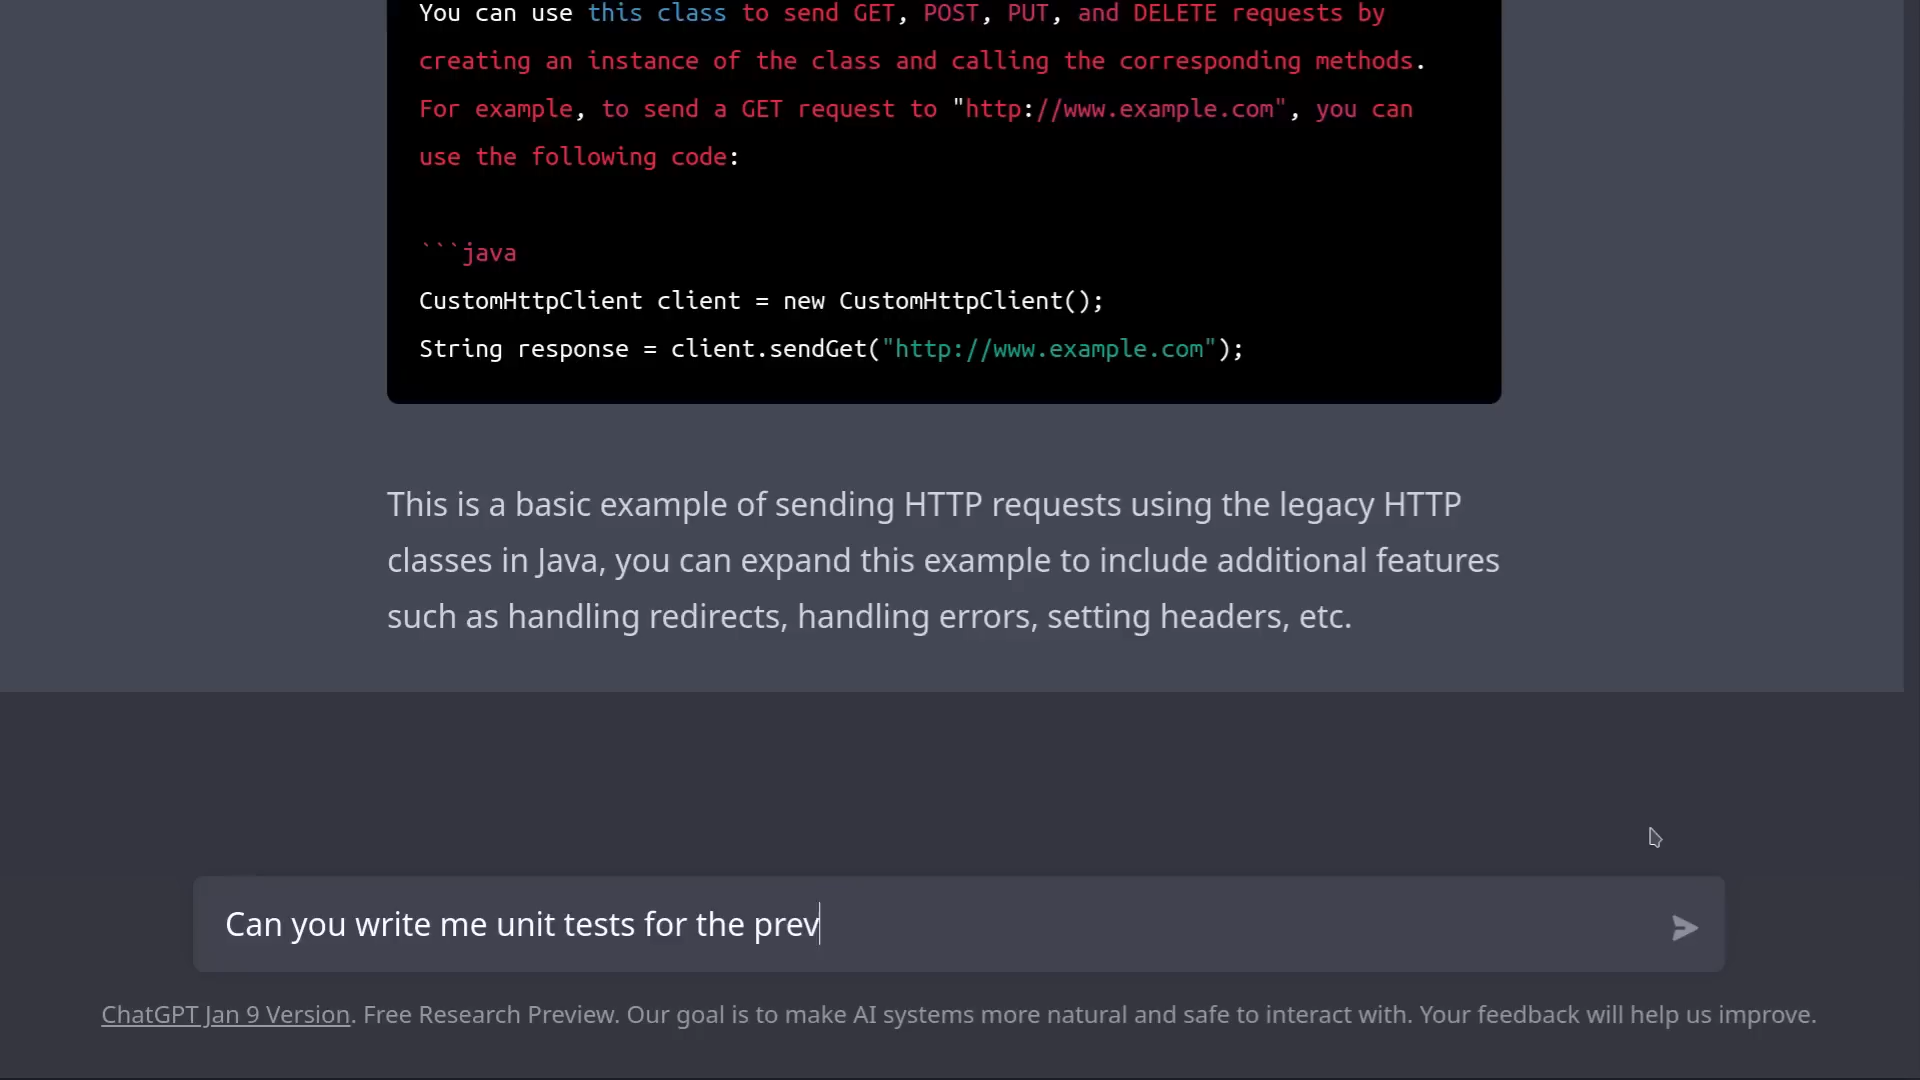 You can use this class to send GET, POST, PUT, and DELETE requests by
creating an instance of the class and calling the corresponding methods.
For example, to send a GET request to "http://www.example.com", you can
use the following code:
```java
CustomHttpClient client = new CustomHttpClient();
String response = client.sendGet("http://www.example.com");
This is a basic example of sending HTTP requests using the legacy HTTP
classes in Java, you can expand this example to include additional features
such as handling redirects, handling errors, setting headers, etc.
Can you write me unit tests for the prev
ChatGPT Jan 9 Version. Free Research Preview. Our goal is to make AI systems more natural and safe to interact with. Your feedback will help us improve.